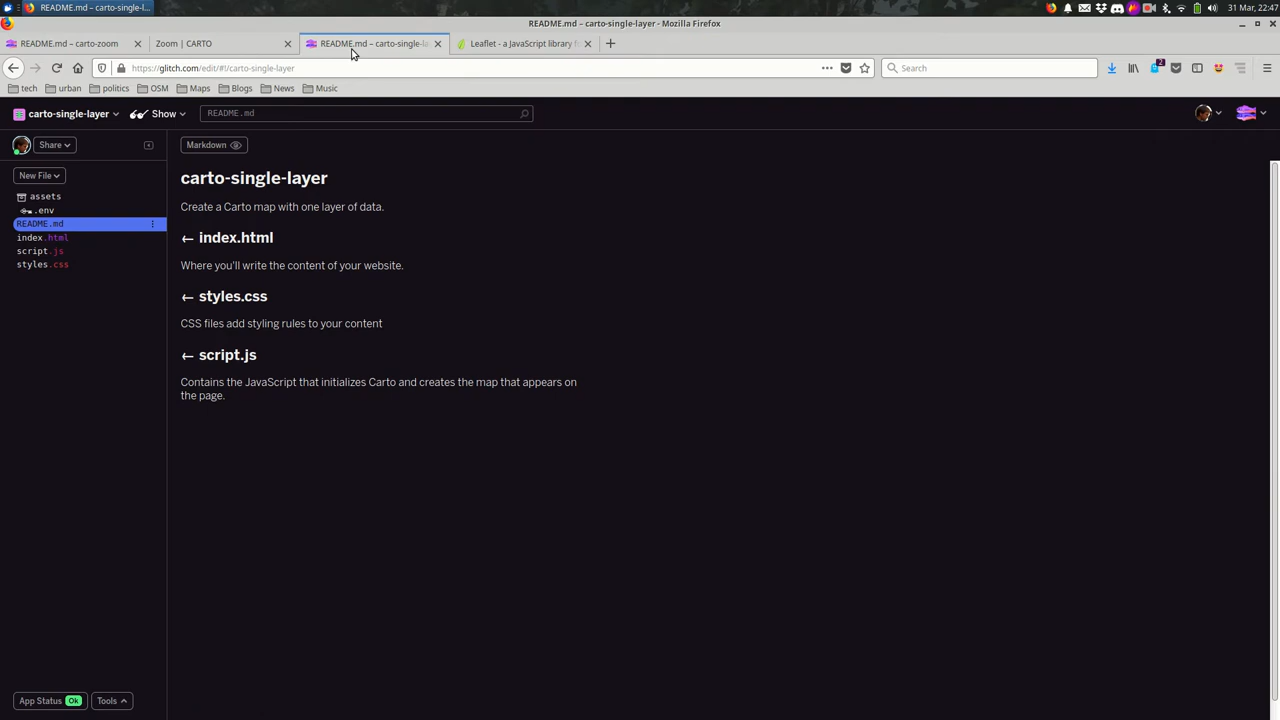 README.md – carto-single-l...
31 Mar, 22:47
README.md – carto-single-layer - Mozilla Firefox
README.md – carto-zoom
Zoom | CARTO
README.md – carto-single-la
Leaflet - a JavaScript library f
https://glitch.com/edit/#!/carto-single-layer
Search
2
tech
urban
politics
OSM
Maps
Blogs
News
Music
carto-single-layer
Show
README.md
Share
Markdown
New File
assets
.env
README.md
index.html
script.js
styles.css
carto-single-layer
Create a Carto map with one layer of data.
← index.html
Where you'll write the content of your website.
← styles.css
CSS files add styling rules to your content
← script.js
Contains the JavaScript that initializes Carto and creates the map that appears on
the page.
App Status Ok
Tools